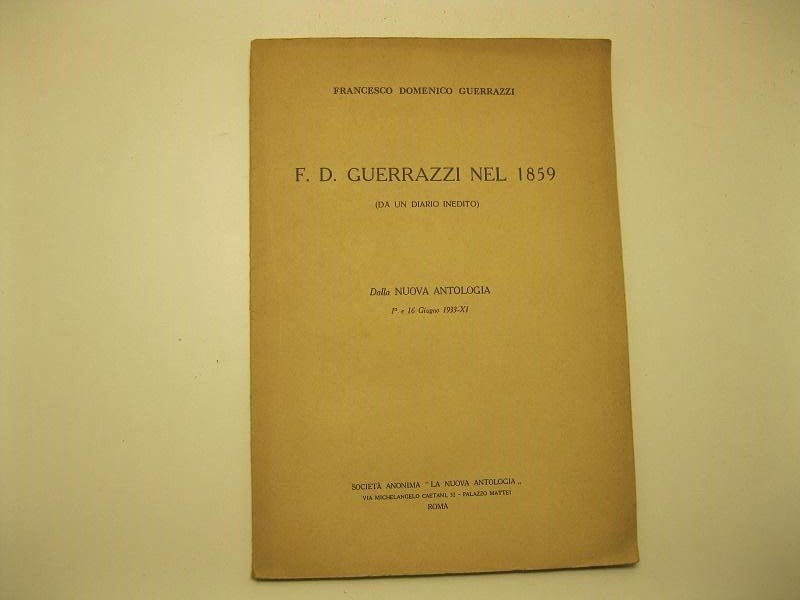 FRANCESCO DOMENICO GUERRAZZI
F. D. GUERRAZZI NEL 1859
(DA UN DIARIO INEDITO)
Dalla NUOVA ANTOLOGIA
1° e 16 Giugno 1933-XI
SOCIETÀ ANONIMA "LA NUOVA ANTOLOGIA„
VIA MICHELANGELO CAETANI, 32 - PALAZZO MATTEI
ROMA